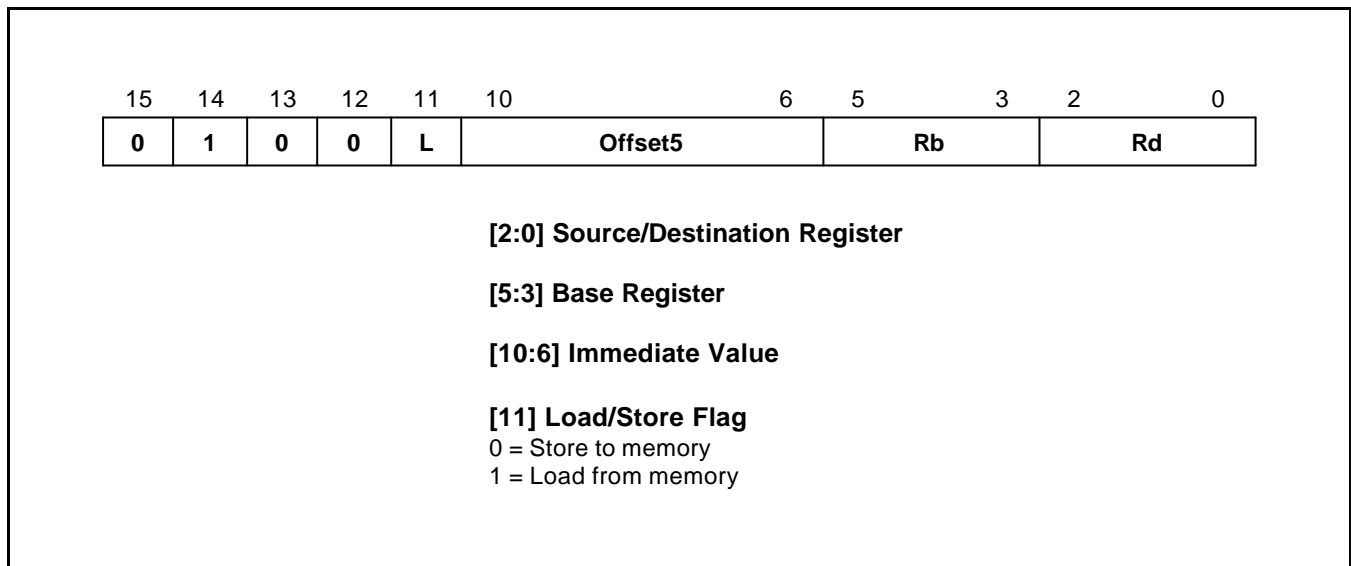 15 14 13 12 11 10 6 5 3 2 0
0 1 0 0 L Offset5 Rb Rd
[2:0] Source/Destination Register
[5:3] Base Register
[10:6] Immediate Value
[11] Load/Store Flag
0 = Store to memory
1 = Load from memory